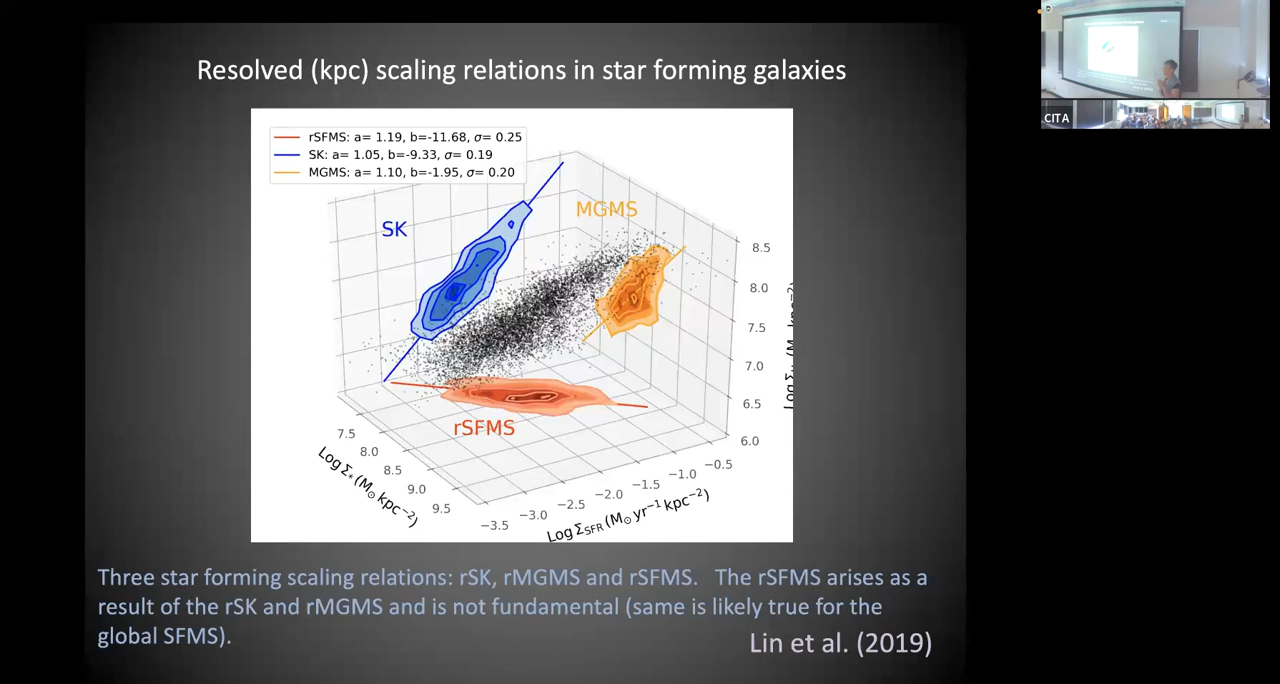 Resolved (kpc) scaling relations in star forming galaxies
rSFMS: a= 1.19, b=-11.68, σ= 0.25
SK: a= 1.05, b=-9.33, σ= 0.19
MGMS: a= 1.10, b=-1.95, σ= 0.20
SK
MGMS
rSFMS
8.5
8.0
7.5
7.0
6.5
6.0
7.5
8.0
8.5
9.0
9.5
Log Σ* (M⊙ kpc⁻²)
−3.5
−3.0
−2.5
−2.0
−1.5
−1.0
−0.5
Log ΣSFR (M⊙ yr⁻¹ kpc⁻²)
Three star forming scaling relations: rSK, rMGMS and rSFMS. The rSFMS arises as a
result of the rSK and rMGMS and is not fundamental (same is likely true for the
global SFMS).
Lin et al. (2019)
CITA